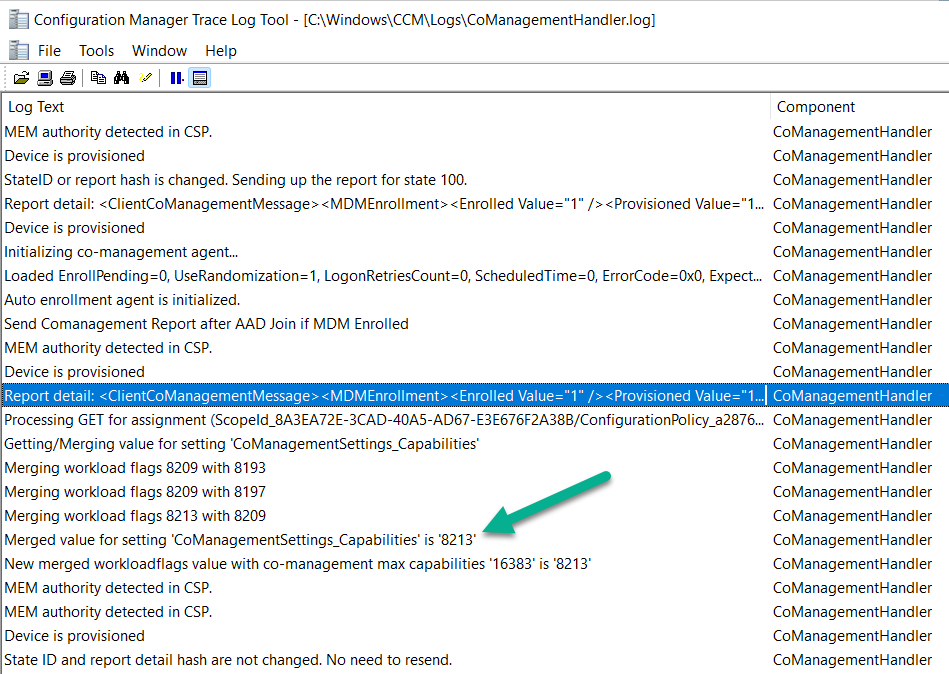 Configuration Manager Trace Log Tool - [C:\Windows\CCM\Logs\CoManagementHandler.log]
File Tools Window Help
Log Text Component
MEM authority detected in CSP. CoManagementHandler
Device is provisioned CoManagementHandler
StateID or report hash is changed. Sending up the report for state 100. CoManagementHandler
Report detail: <ClientCoManagementMessage><MDMEnrollment><Enrolled Value="1" /><Provisioned Value="1... CoManagementHandler
Device is provisioned CoManagementHandler
Initializing co-management agent... CoManagementHandler
Loaded EnrollPending=0, UseRandomization=1, LogonRetriesCount=0, ScheduledTime=0, ErrorCode=0x0, Expect... CoManagementHandler
Auto enrollment agent is initialized. CoManagementHandler
Send Comanagement Report after AAD Join if MDM Enrolled CoManagementHandler
MEM authority detected in CSP. CoManagementHandler
Device is provisioned CoManagementHandler
Report detail: <ClientCoManagementMessage><MDMEnrollment><Enrolled Value="1" /><Provisioned Value="1... CoManagementHandler
Processing GET for assignment (ScopeId_8A3EA72E-3CAD-40A5-AD67-E3E676F2A38B/ConfigurationPolicy_a2876... CoManagementHandler
Getting/Merging value for setting 'CoManagementSettings_Capabilities' CoManagementHandler
Merging workload flags 8209 with 8193 CoManagementHandler
Merging workload flags 8209 with 8197 CoManagementHandler
Merging workload flags 8213 with 8209 CoManagementHandler
Merged value for setting 'CoManagementSettings_Capabilities' is '8213' CoManagementHandler
New merged workloadflags value with co-management max capabilities '16383' is '8213' CoManagementHandler
MEM authority detected in CSP. CoManagementHandler
MEM authority detected in CSP. CoManagementHandler
Device is provisioned CoManagementHandler
State ID and report detail hash are not changed. No need to resend. CoManagementHandler